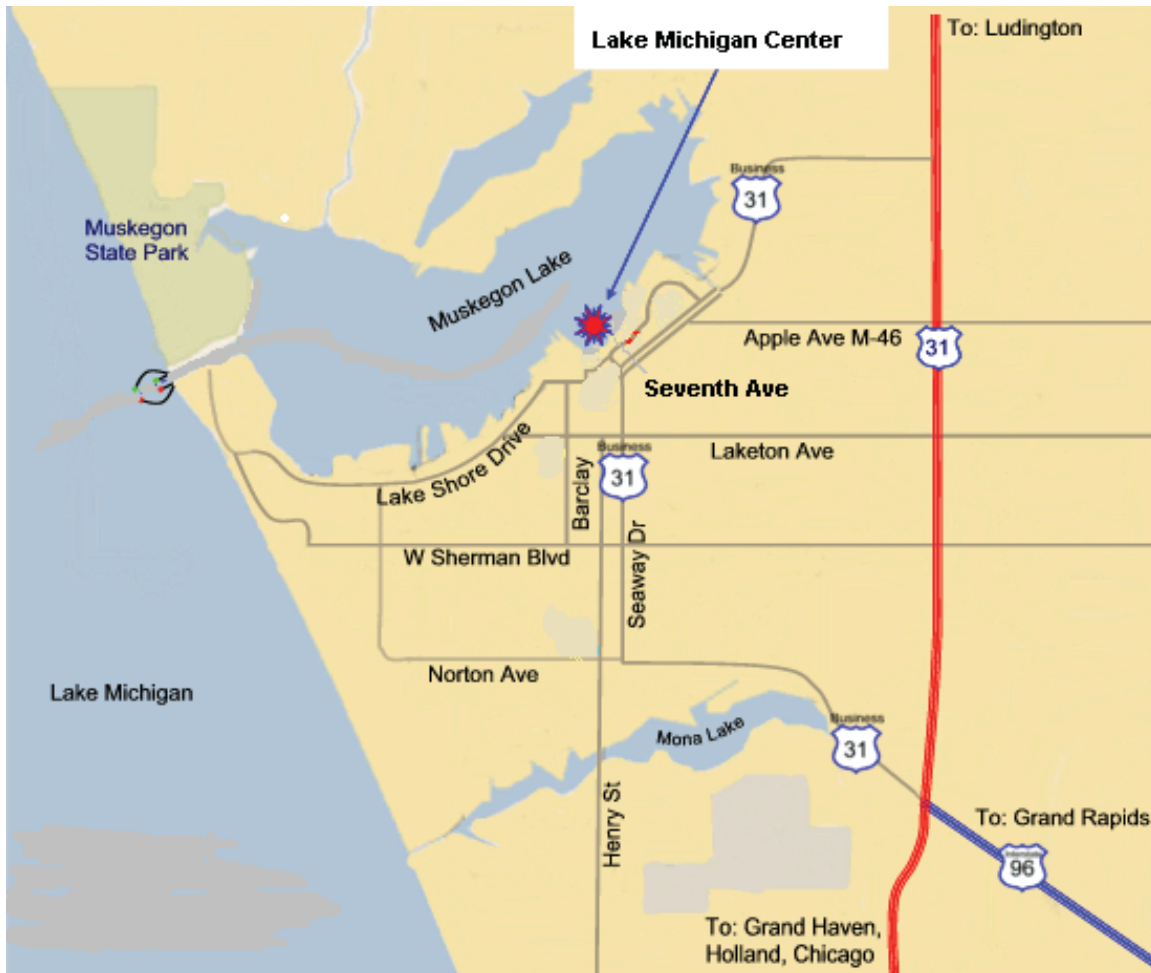 Lake Michigan Center
To: Ludington
Business
31
Muskegon
State Park
Muskegon Lake
Apple Ave M-46
31
Seventh Ave
Lake Shore Drive
Barclay
Business
31
Laketon Ave
W Sherman Blvd
Seaway Dr
Norton Ave
Lake Michigan
Mona Lake
Business
31
Henry St
To: Grand Rapids
Interstate
96
To: Grand Haven,
Holland, Chicago